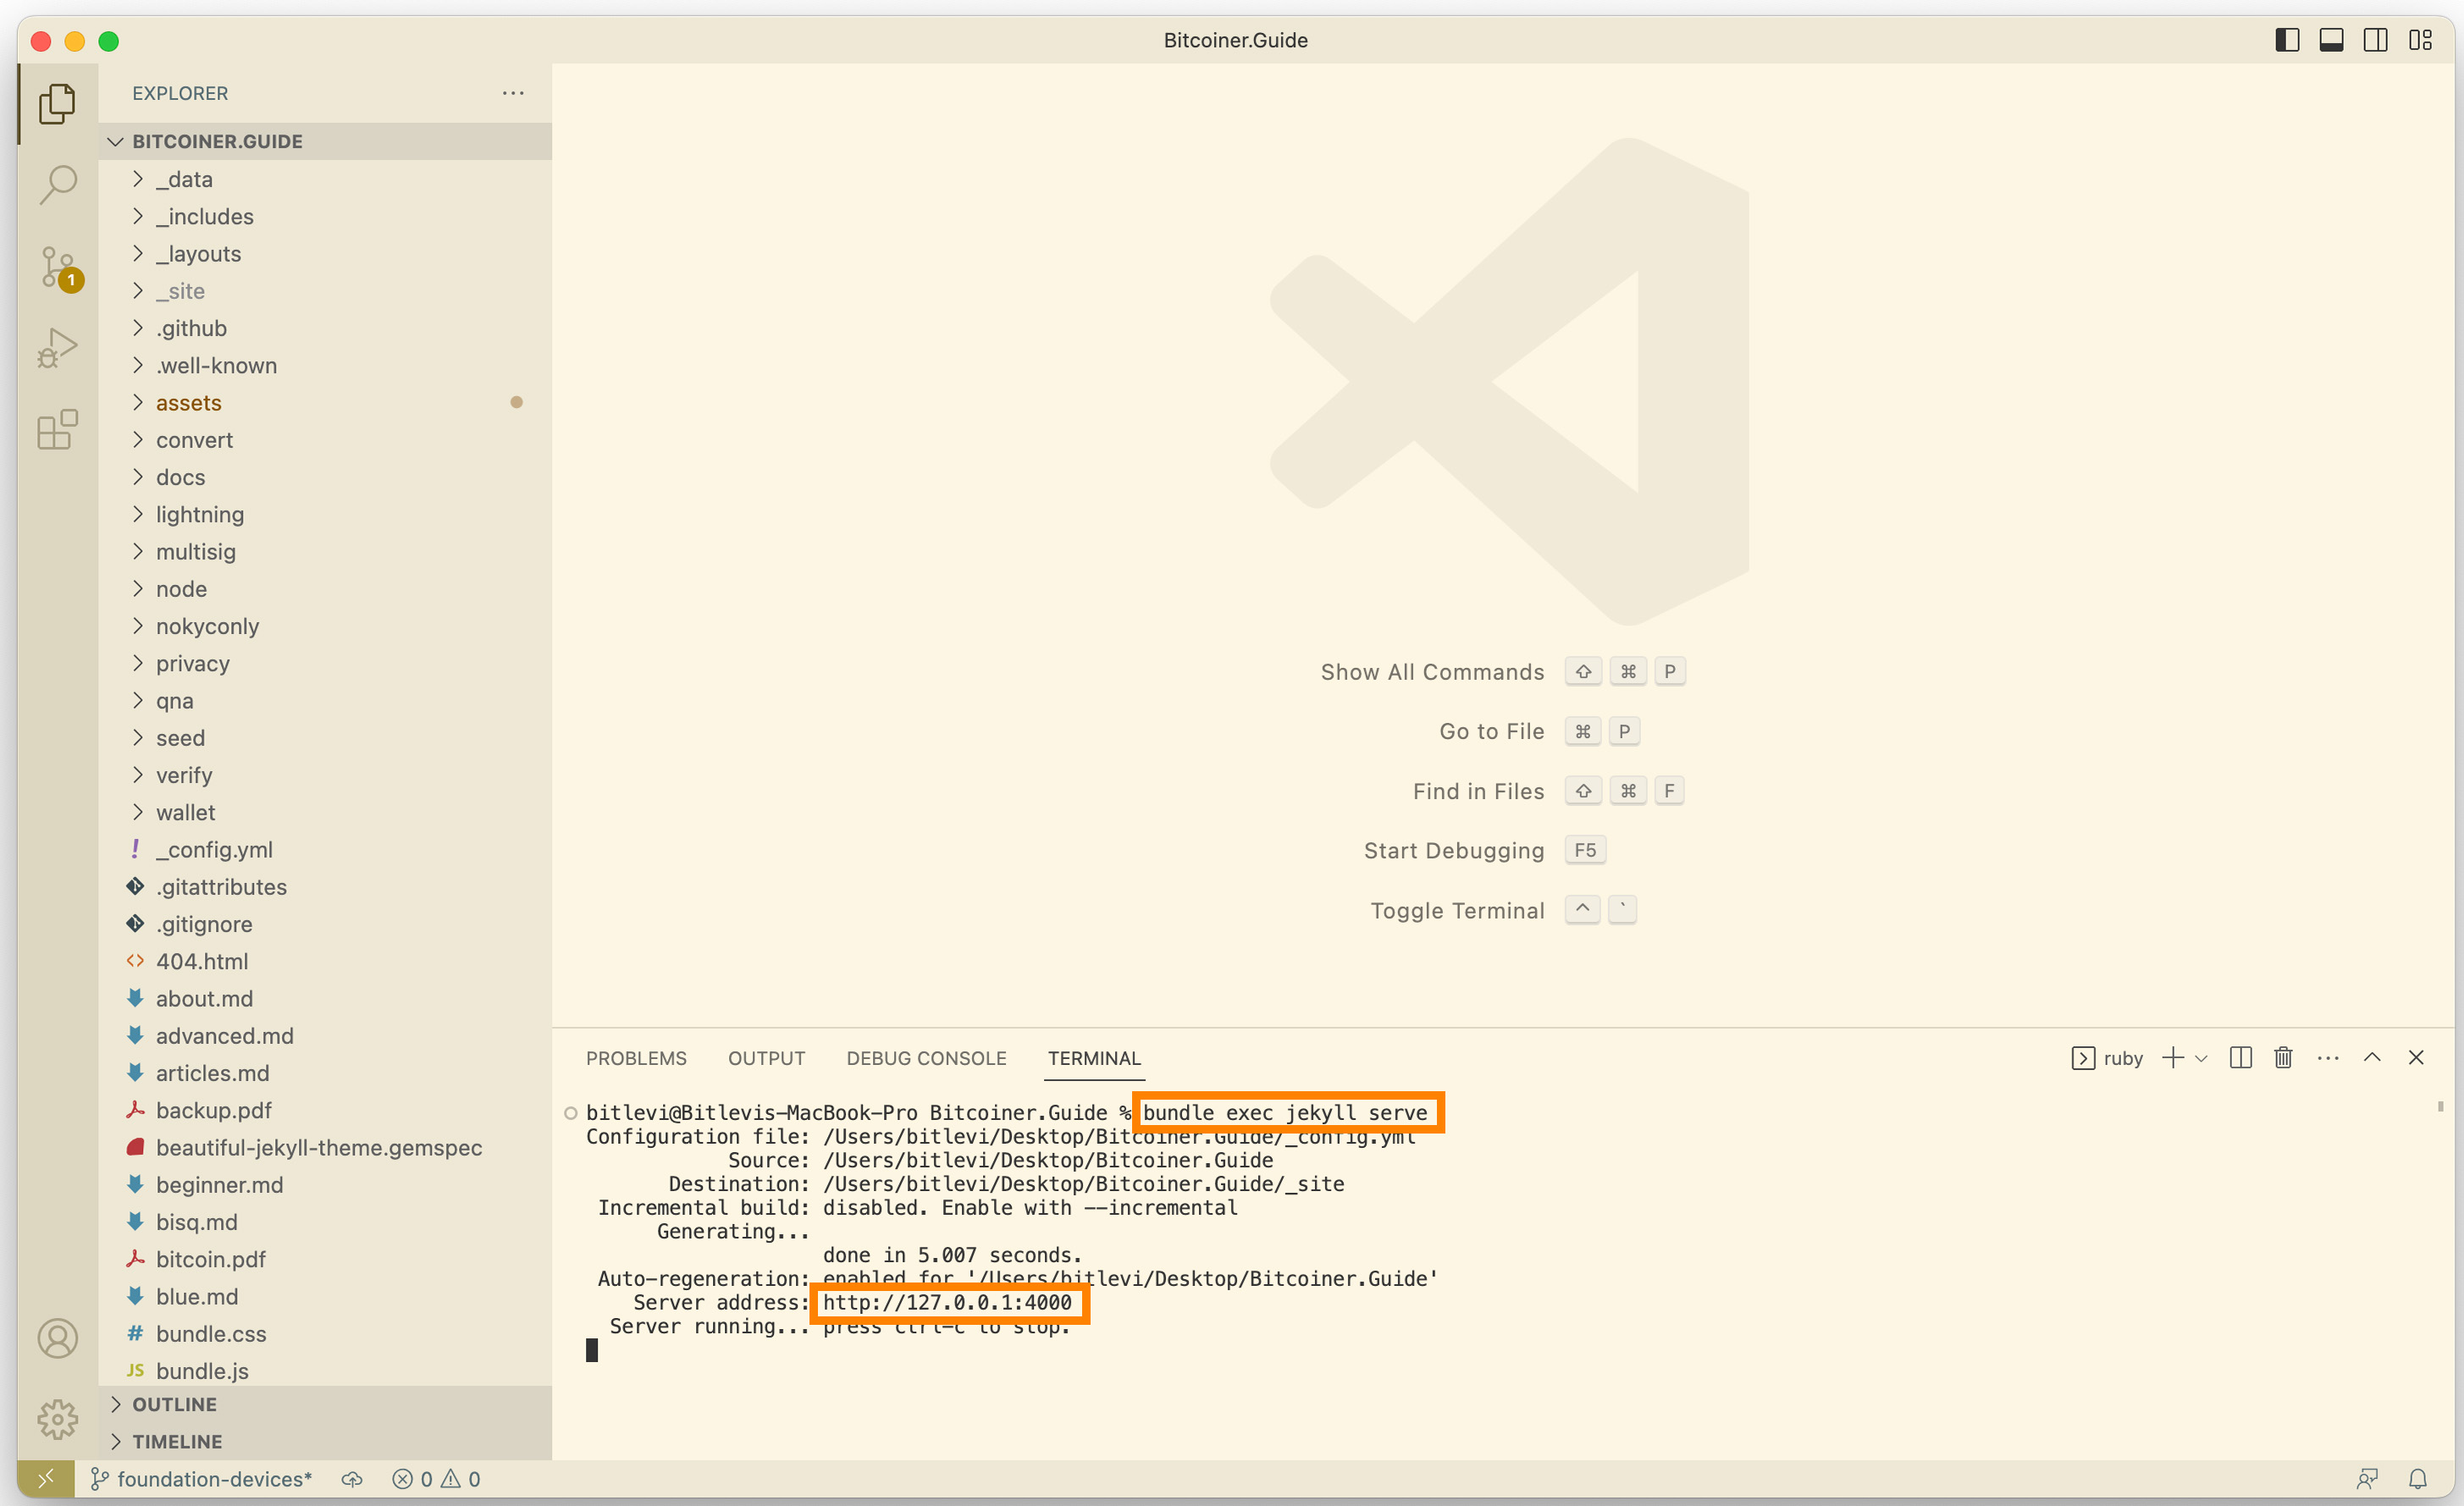 Bitcoiner.Guide
EXPLORER
BITCOINER.GUIDE
_data
_includes
_layouts
_site
.github
.well-known
assets
convert
docs
lightning
multisig
node
nokyconly
privacy
qna
seed
verify
wallet
! _config.yml
.gitattributes
.gitignore
<> 404.html
about.md
advanced.md
articles.md
backup.pdf
beautiful-jekyll-theme.gemspec
beginner.md
bisq.md
bitcoin.pdf
blue.md
# bundle.css
JS bundle.js
OUTLINE
TIMELINE
1
Show All Commands ⇧ ⌘ P
Go to File ⌘ P
Find in Files ⇧ ⌘ F
Start Debugging F5
Toggle Terminal ^ `
PROBLEMS OUTPUT DEBUG CONSOLE TERMINAL ruby
bitlevi@Bitlevis-MacBook-Pro Bitcoiner.Guide % bundle exec jekyll serve
Configuration file: /Users/bitlevi/Desktop/Bitcoiner.Guide/_config.yml
Source: /Users/bitlevi/Desktop/Bitcoiner.Guide
Destination: /Users/bitlevi/Desktop/Bitcoiner.Guide/_site
Incremental build: disabled. Enable with --incremental
Generating...
done in 5.007 seconds.
Auto-regeneration: enabled for '/Users/bitlevi/Desktop/Bitcoiner.Guide'
Server address: http://127.0.0.1:4000
Server running... press ctrl-c to stop.
foundation-devices* 0 0